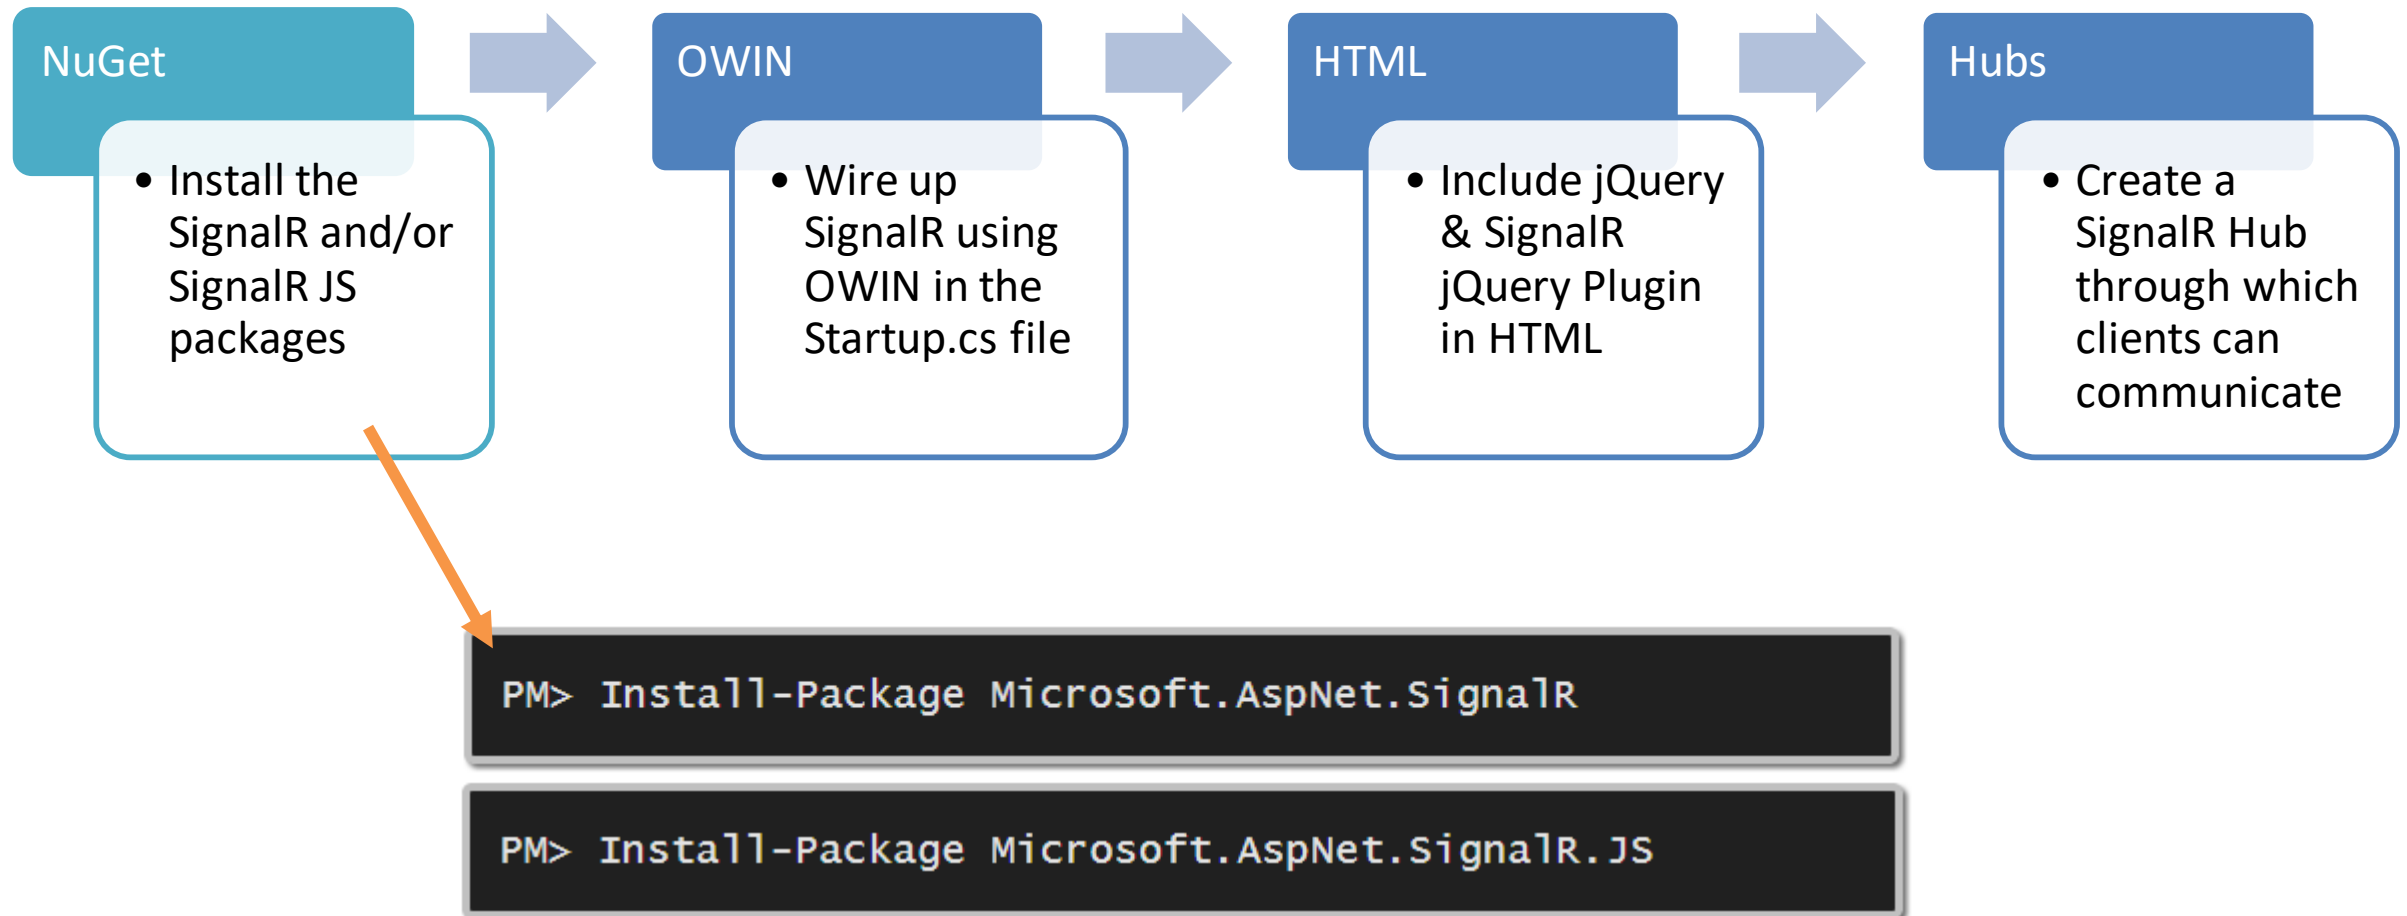 NuGet
• Install the
SignalR and/or
SignalR JS
packages
OWIN
• Wire up
SignalR using
OWIN in the
Startup.cs file
HTML
• Include jQuery
& SignalR
jQuery Plugin
in HTML
Hubs
• Create a
SignalR Hub
through which
clients can
communicate
PM> Install-Package Microsoft.AspNet.SignalR
PM> Install-Package Microsoft.AspNet.SignalR.JS